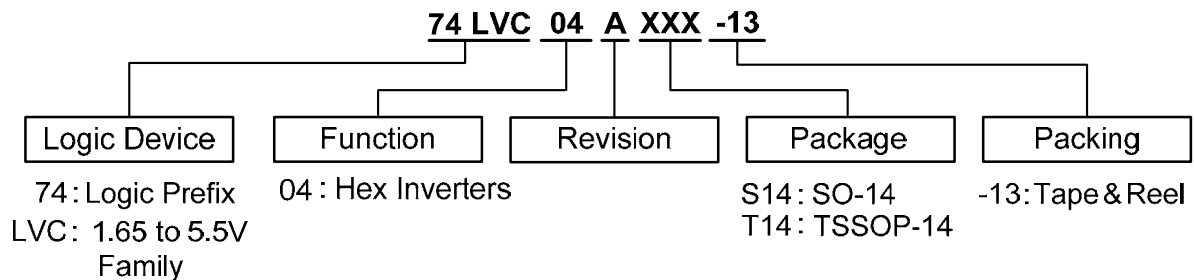 74 LVC 04 A XXX -13
Logic Device Function Revision Package Packing
74: Logic Prefix 04: Hex Inverters S14: SO-14 -13: Tape & Reel
LVC: 1.65 to 5.5V T14: TSSOP-14
Family